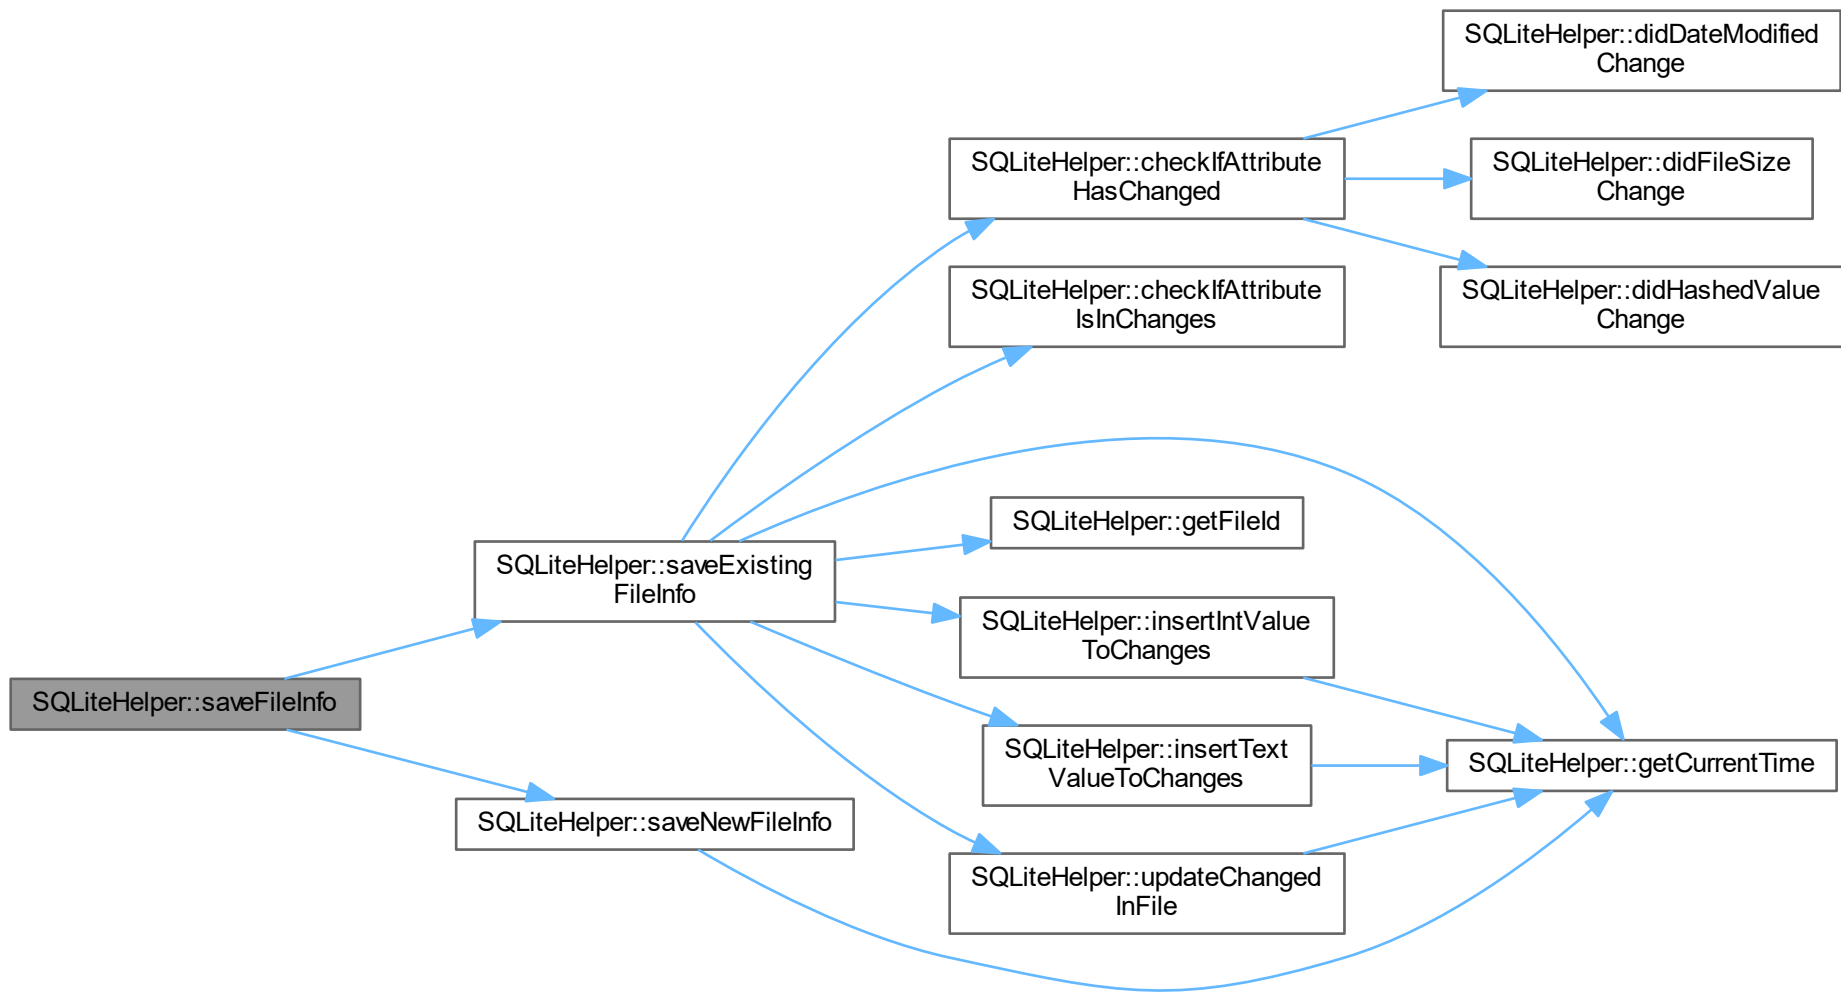 SQLiteHelper::didDateModified
Change
SQLiteHelper::checkIfAttribute
HasChanged
SQLiteHelper::didFileSize
Change
SQLiteHelper::checkIfAttribute
IsInChanges
SQLiteHelper::didHashedValue
Change
SQLiteHelper::getFileId
SQLiteHelper::saveExisting
FileInfo
SQLiteHelper::insertIntValue
ToChanges
SQLiteHelper::saveFileInfo
SQLiteHelper::insertText
ValueToChanges
SQLiteHelper::getCurrentTime
SQLiteHelper::saveNewFileInfo
SQLiteHelper::updateChanged
InFile